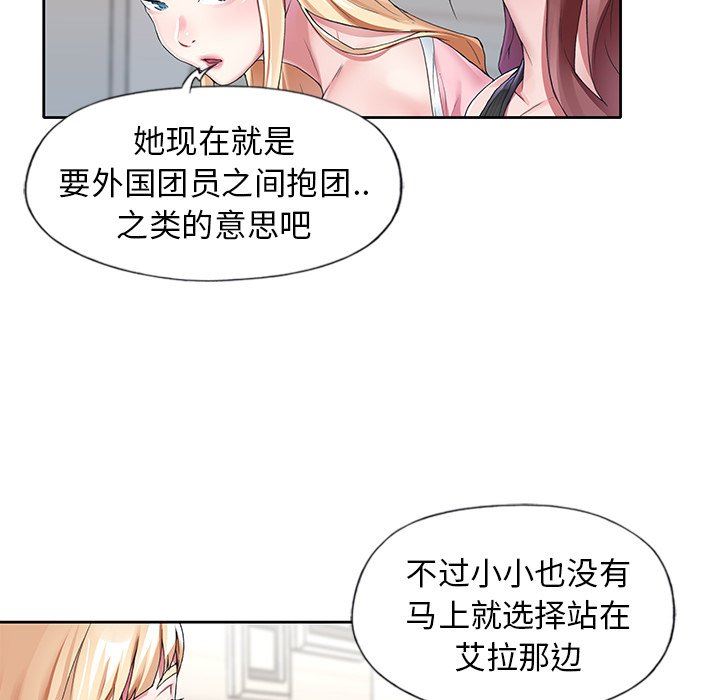 她现在就是
要外国团员之间抱团..
之类的意思吧
不过小小也没有
马上就选择站在
艾拉那边